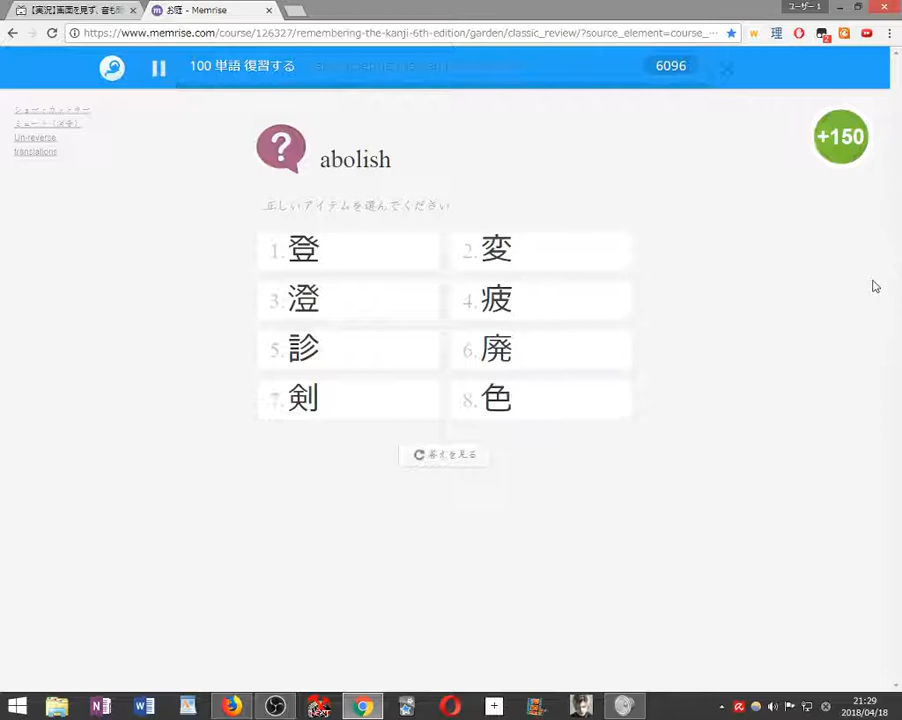 【実況】画面を見ず、音も
お庭 - Memrise
ユーザー 1
https://www.memrise.com/course/126327/remembering-the-kanji-6th-edition/garden/classic_review/?source_element=course_…
100 単語 復習する
6096
Un-reverse
translations
+150
? abolish
正しいアイテムを選んでください
1. 登
2. 変
3. 澄
4. 疲
5. 診
6. 廃
7. 剣
8. 色
答えを見る
21:29
2018/04/18